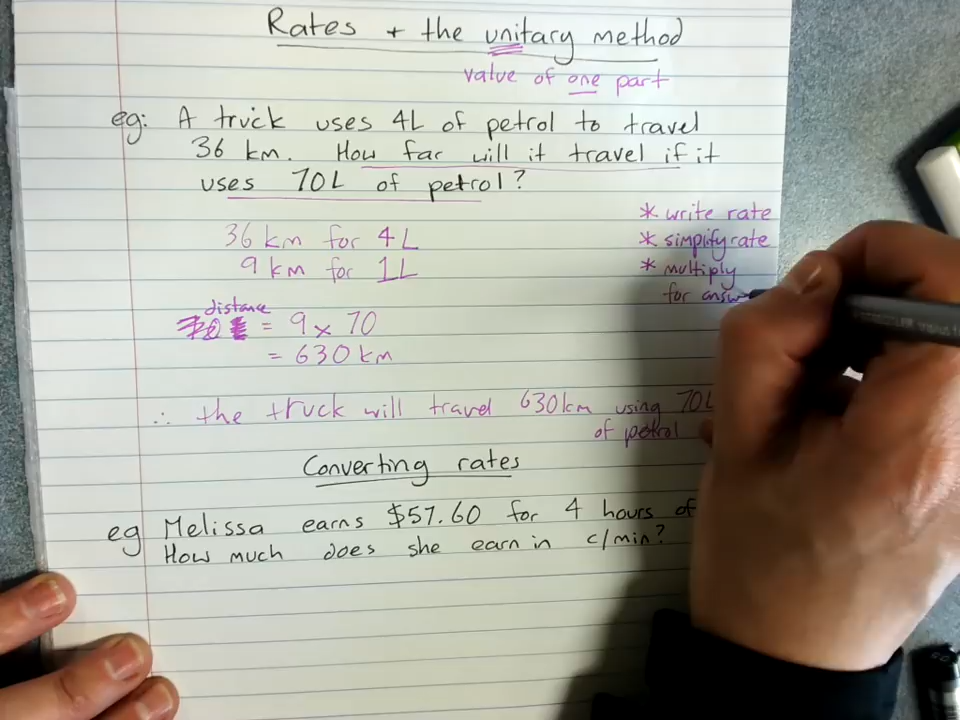 Rates + the unitary method
value of one part
eg: A truck uses 4L of petrol to travel
36 km. How far will it travel if it
uses 70L of petrol?
36 km for 4L
9 km for 1L
* write rate
* simplify rate
* multiply
for answ
distance
= 9 x 70
= 630 km
∴ the truck will travel 630km using 70L
of petrol
Converting rates
eg Melissa earns $57.60 for 4 hours of
How much does she earn in c/min?